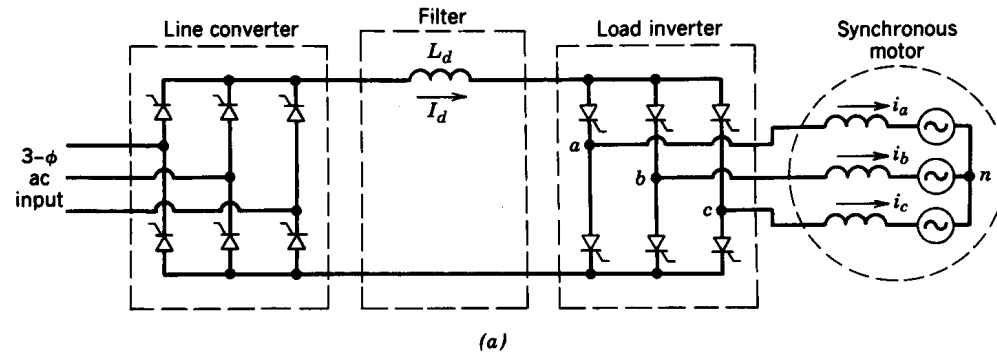 Line converter
Filter
Load inverter
Synchronous
motor
L_d
I_d
3-ϕ
ac
input
a
b
c
i_a
i_b
i_c
n
(a)